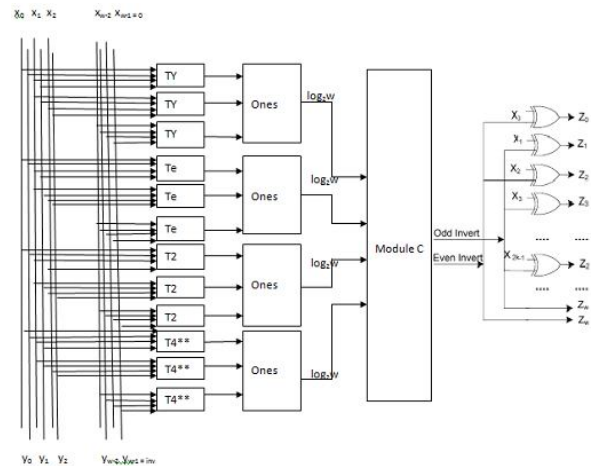 x0 x1 x2 xw-2 xw-1 = 0
TY
TY
TY
Te
Te
Te
T2
T2
T2
T4**
T4**
T4**
Ones
Ones
Ones
Ones
log2w
log2w
log2w
log2w
Module C
Odd Invert
Even Invert
X0 Z0
X1 Z1
X2 Z2
X3 Z3
.... ....
X2k-1 Z2
.... ....
Zw
Zw
y0 y1 y2 yw-2 yw-1 = inv